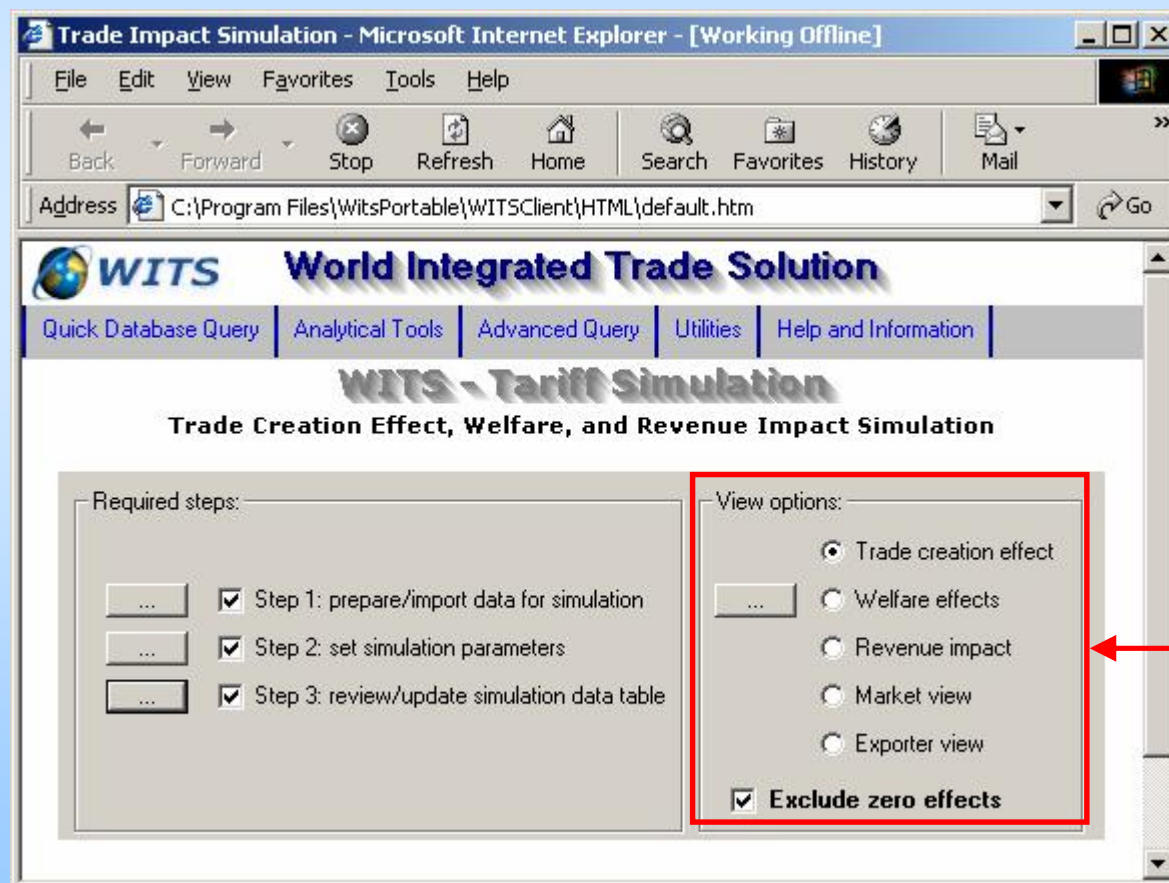 Trade Impact Simulation - Microsoft Internet Explorer - [Working Offline]
File Edit View Favorites Tools Help
Back Forward Stop Refresh Home Search Favorites History Mail »
Address C:\Program Files\WitsPortable\WITSClient\HTML\default.htm Go
WITS World Integrated Trade Solution
Quick Database Query Analytical Tools Advanced Query Utilities Help and Information
WITS - Tariff Simulation
Trade Creation Effect, Welfare, and Revenue Impact Simulation
Required steps:
... Step 1: prepare/import data for simulation
... Step 2: set simulation parameters
... Step 3: review/update simulation data table
View options:
Trade creation effect
... Welfare effects
Revenue impact
Market view
Exporter view
Exclude zero effects